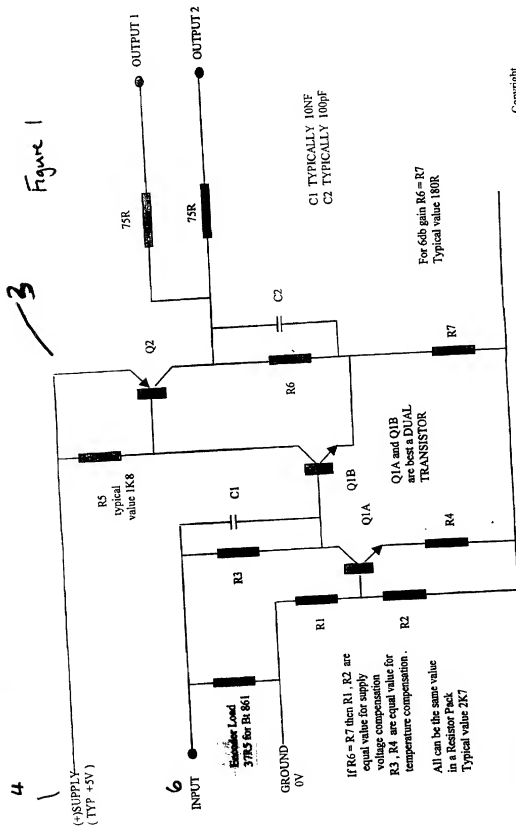 4
(+)SUPPLY
( TYP +5V )
3
Figure 1
R5
typical
value 1K8
Q2
75R
OUTPUT 1
75R
OUTPUT 2
6
INPUT
Encoder Load
37R5 for Bt 861
GROUND
0V
R3
C1
Q1B
Q1A
R1
R2
R4
R6
C2
R7
C1 TYPICALLY 10NF
C2 TYPICALLY 100pF
For 6db gain R6 = R7
Typical value 180R
Q1A and Q1B
are best a DUAL
TRANSISTOR
If R6 = R7 then R1 , R2 are
equal value for supply
voltage compensation
R3 , R4 are equal value for
temperature compensation .
All can be the same value
in a Resistor Pack
Typical value 2K7
Copyright